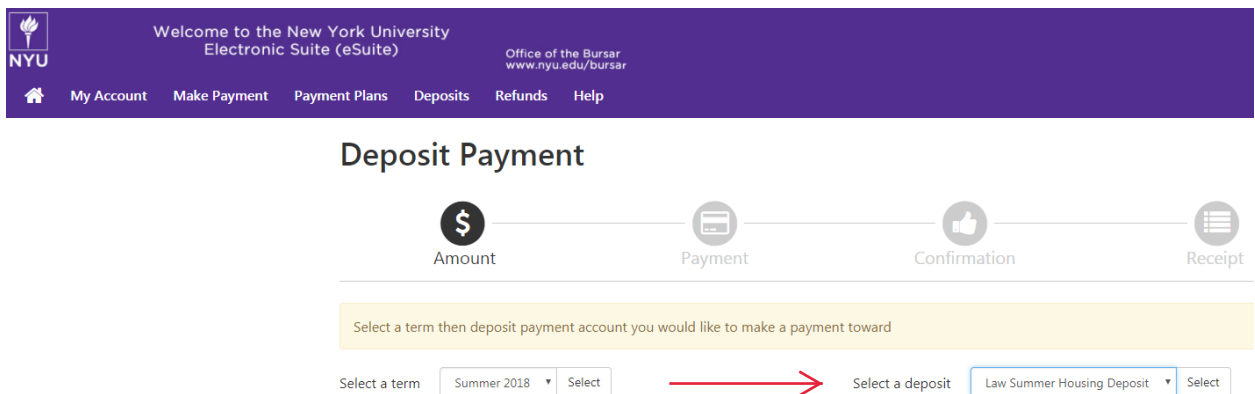 NYU
Welcome to the New York University
Electronic Suite (eSuite)
Office of the Bursar
www.nyu.edu/bursar
My Account Make Payment Payment Plans Deposits Refunds Help
Deposit Payment
$
Amount Payment Confirmation Receipt
Select a term then deposit payment account you would like to make a payment toward
Select a term Summer 2018 Select Select a deposit Law Summer Housing Deposit Select